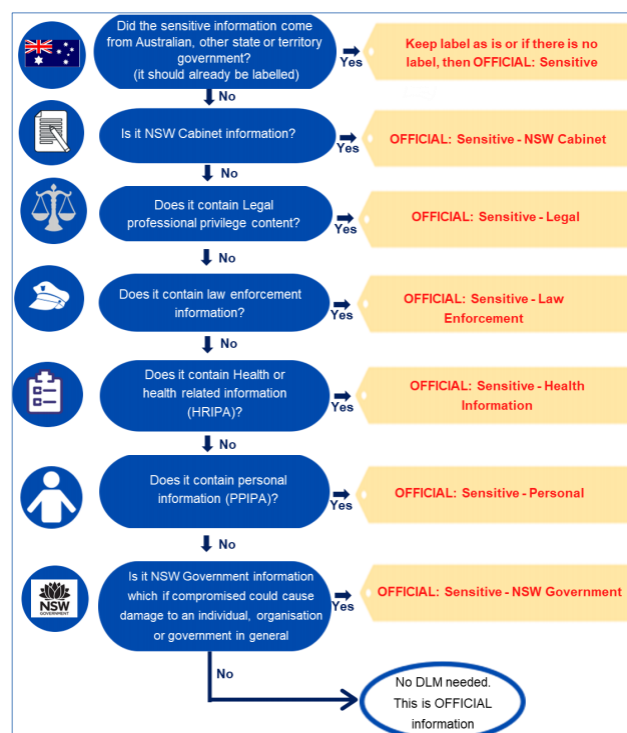 Did the sensitive information come
from Australian, other state or territory
government?
(it should already be labelled)
Yes
Keep label as is or if there is no
label, then OFFICIAL: Sensitive
No
Is it NSW Cabinet information?
Yes
OFFICIAL: Sensitive - NSW Cabinet
No
Does it contain Legal
professional privilege content?
Yes
OFFICIAL: Sensitive - Legal
No
Does it contain law enforcement
information?
Yes
OFFICIAL: Sensitive - Law
Enforcement
No
Does it contain Health or
health related information
(HRIPA)?
Yes
OFFICIAL: Sensitive - Health
Information
No
Does it contain personal
information (PPIPA)?
Yes
OFFICIAL: Sensitive - Personal
No
NSW
GOVERNMENT
Is it NSW Government information
which if compromised could cause
damage to an individual, organisation
or government in general
Yes
OFFICIAL: Sensitive - NSW Government
No
No DLM needed.
This is OFFICIAL
information